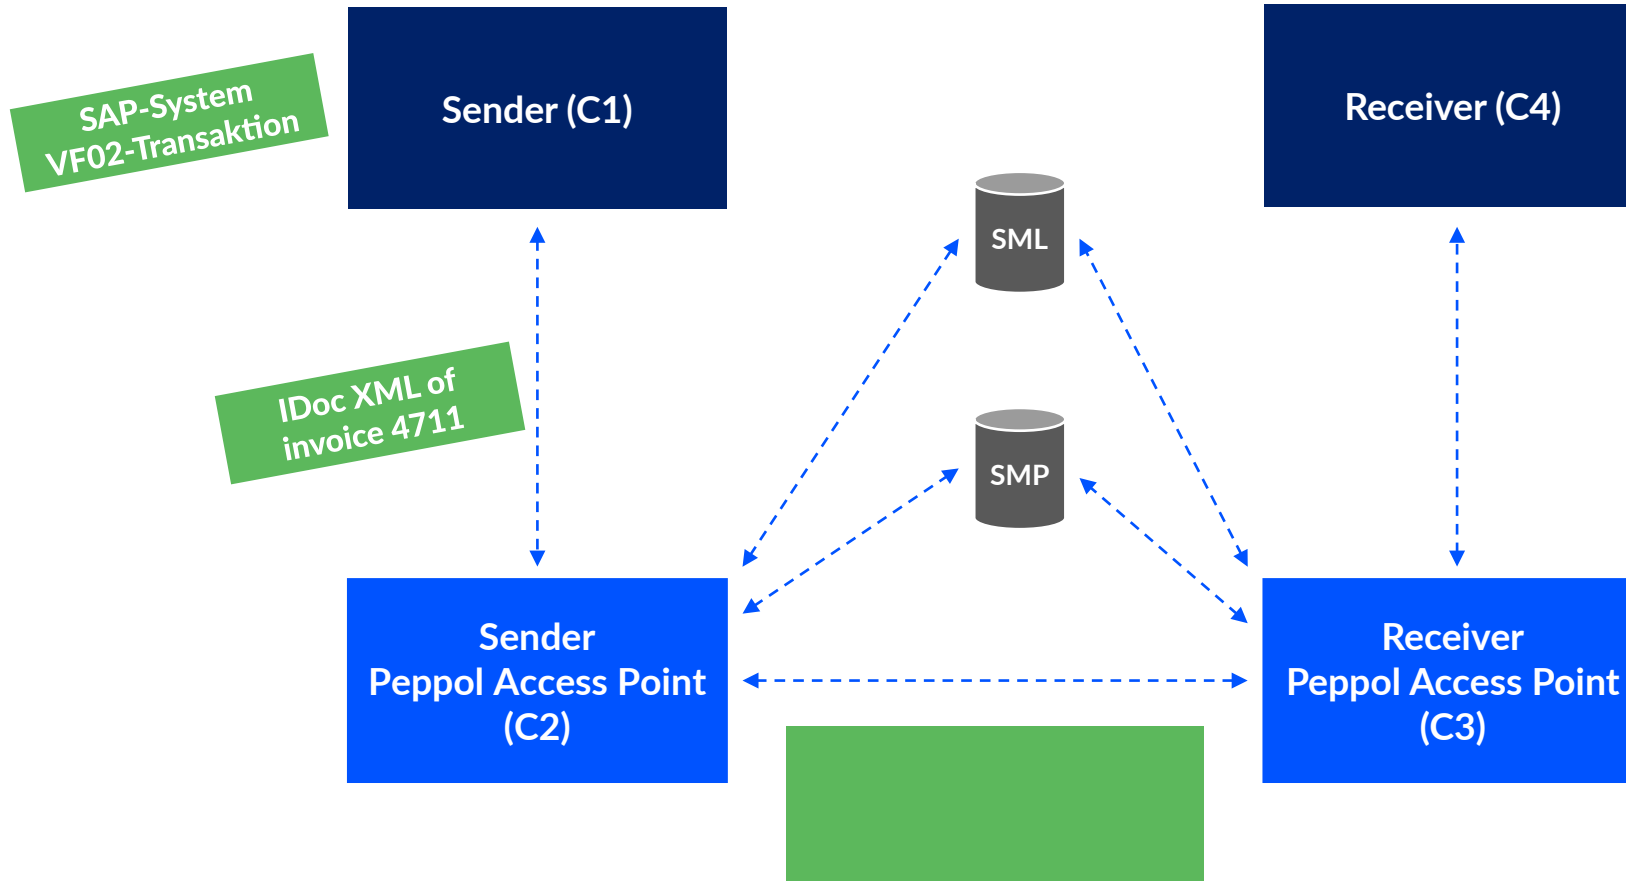 SAP-System
VF02-Transaktion
Sender (C1)
Receiver (C4)
SML
IDoc XML of
invoice 4711
SMP
Sender
Peppol Access Point
(C2)
Receiver
Peppol Access Point
(C3)